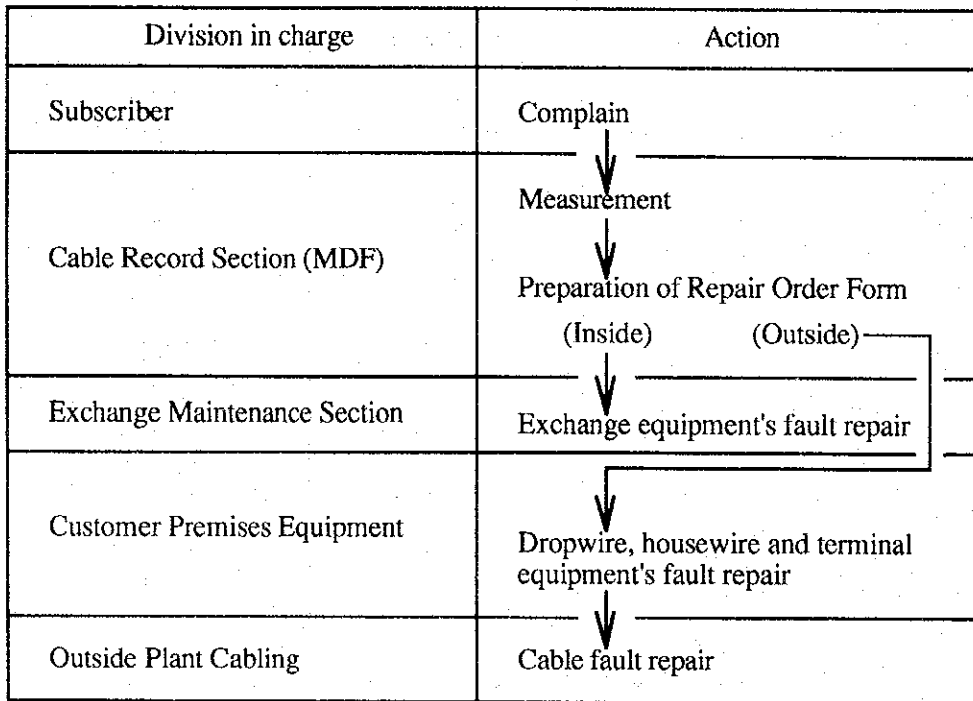 Division in charge
Action
Subscriber
Complain
Cable Record Section (MDF)
Measurement
Preparation of Repair Order Form
(Inside)
(Outside)
Exchange Maintenance Section
Exchange equipment's fault repair
Customer Premises Equipment
Dropwire, housewire and terminal
equipment's fault repair
Outside Plant Cabling
Cable fault repair